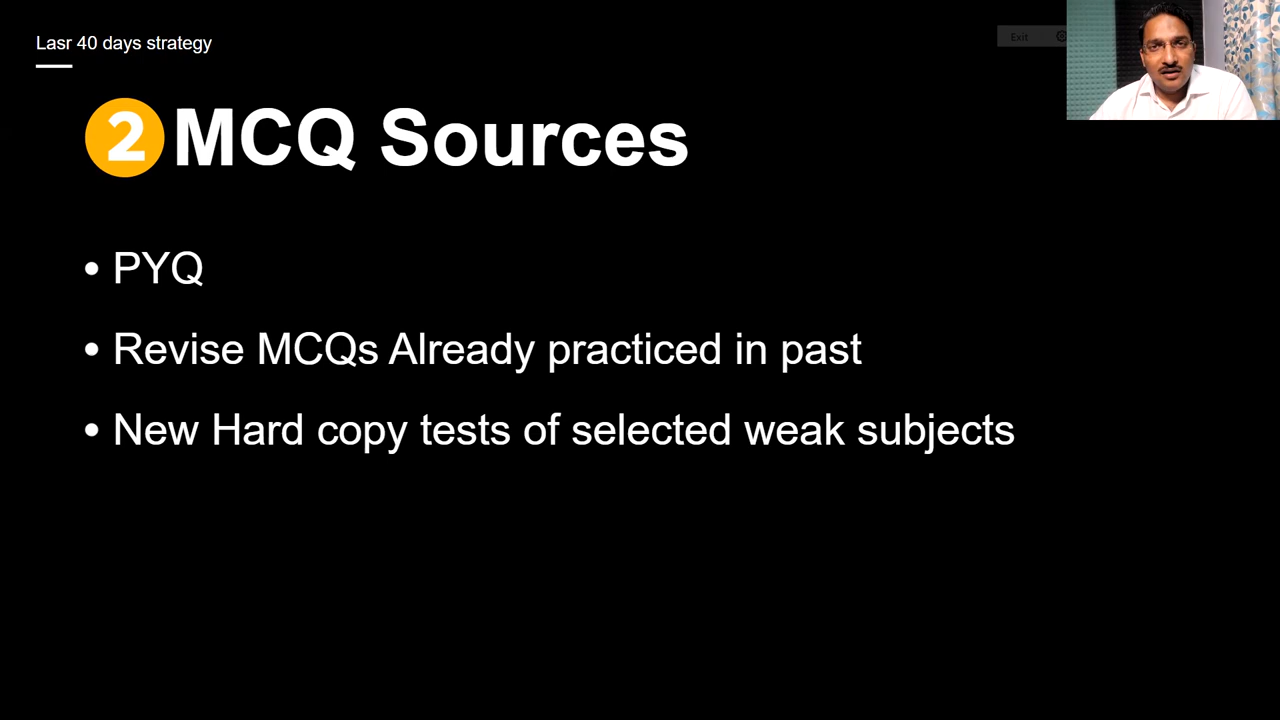 Lasr 40 days strategy
Exit
2 MCQ Sources
• PYQ
• Revise MCQs Already practiced in past
• New Hard copy tests of selected weak subjects